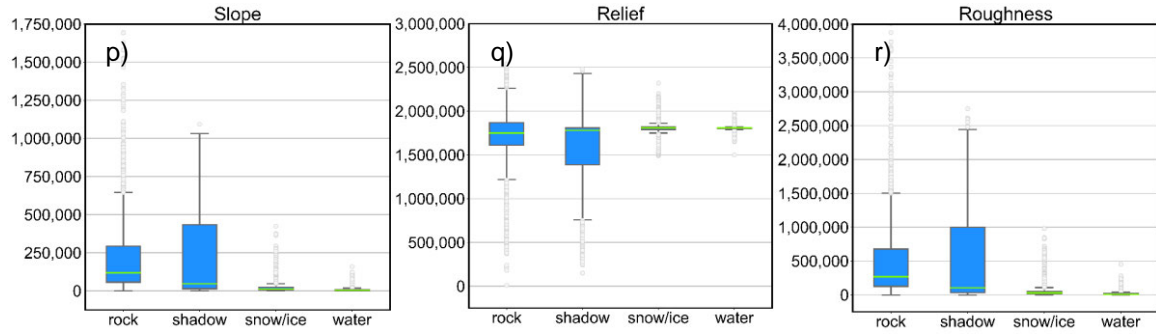 Slope
p)
1,750,000
1,500,000
1,250,000
1,000,000
750,000
500,000
250,000
0
rock shadow snow/ice water
Relief
q)
3,000,000
2,500,000
2,000,000
1,500,000
1,000,000
500,000
0
rock shadow snow/ice water
Roughness
r)
4,000,000
3,500,000
3,000,000
2,500,000
2,000,000
1,500,000
1,000,000
500,000
0
rock shadow snow/ice water